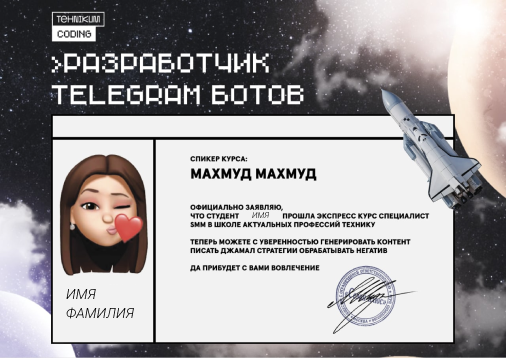 TEHNIKUM
CODING
>РАЗРАБОТЧИК
TELEGRAM БОТОВ
СПИКЕР КУРСА:
МАХМУД МАХМУД
ОФИЦИАЛЬНО ЗАЯВЛЯЮ,
ЧТО СТУДЕНТ ИМЯ ПРОШЛА ЭКСПРЕСС КУРС СПЕЦИАЛИСТ
SMM В ШКОЛЕ АКТУАЛЬНЫХ ПРОФЕССИЙ ТЕХНИКУ
ТЕПЕРЬ МОЖЕТЕ С УВЕРЕННОСТЬЮ ГЕНЕРИРОВАТЬ КОНТЕНТ
ПИСАТЬ ДЖАМАЛ СТРАТЕГИИ ОБРАБАТЫВАТЬ НЕГАТИВ
ДА ПРИБУДЕТ С ВАМИ ВОВЛЕЧЕНИЕ
ИМЯ
ФАМИЛИЯ